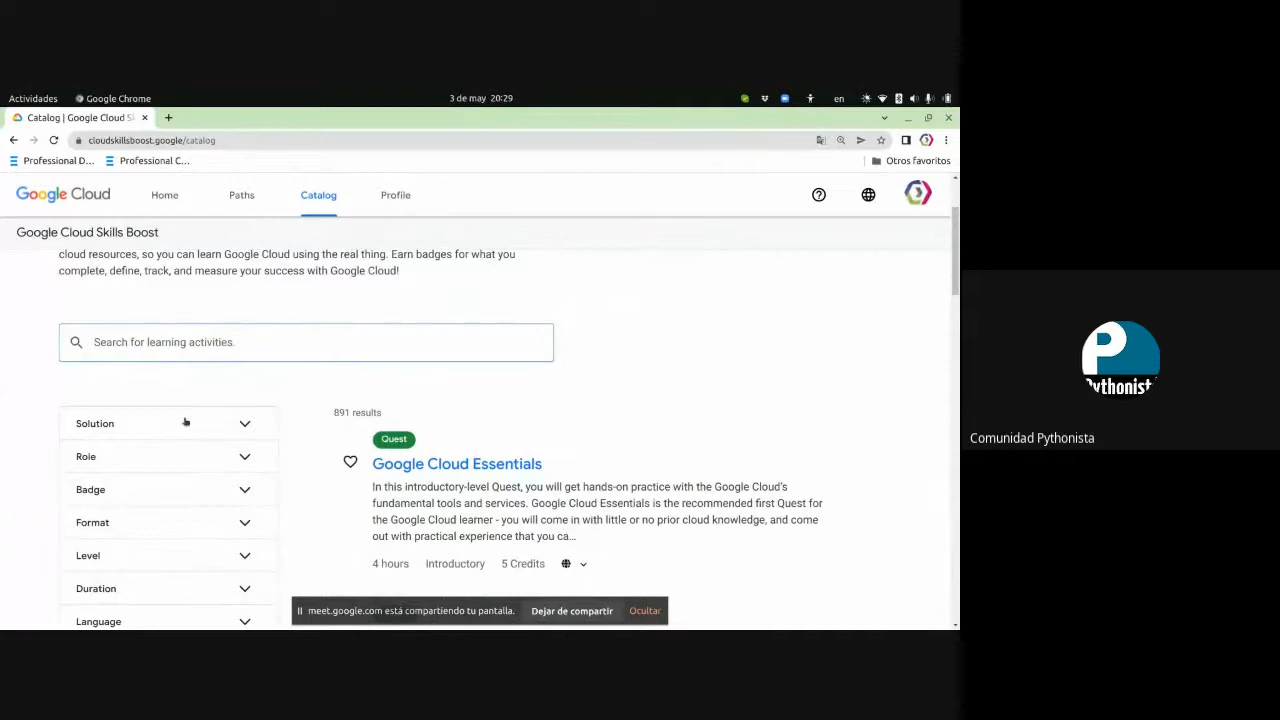 Actividades
Google Chrome
3 de may 20:29
en
Catalog | Google Cloud S
cloudskillsboost.google/catalog
Professional D...
Professional C...
Otros favoritos
Google Cloud
Home
Paths
Catalog
Profile
Google Cloud Skills Boost
cloud resources, so you can learn Google Cloud using the real thing. Earn badges for what you
complete, define, track, and measure your success with Google Cloud!
Search for learning activities.
Solution
Role
Badge
Format
Level
Duration
Language
891 results
Quest
Google Cloud Essentials
In this introductory-level Quest, you will get hands-on practice with the Google Cloud's
fundamental tools and services. Google Cloud Essentials is the recommended first Quest for
the Google Cloud learner - you will come in with little or no prior cloud knowledge, and come
out with practical experience that you ca...
4 hours
Introductory
5 Credits
meet.google.com está compartiendo tu pantalla.
Dejar de compartir
Ocultar
P
Pythonist
Comunidad Pythonista